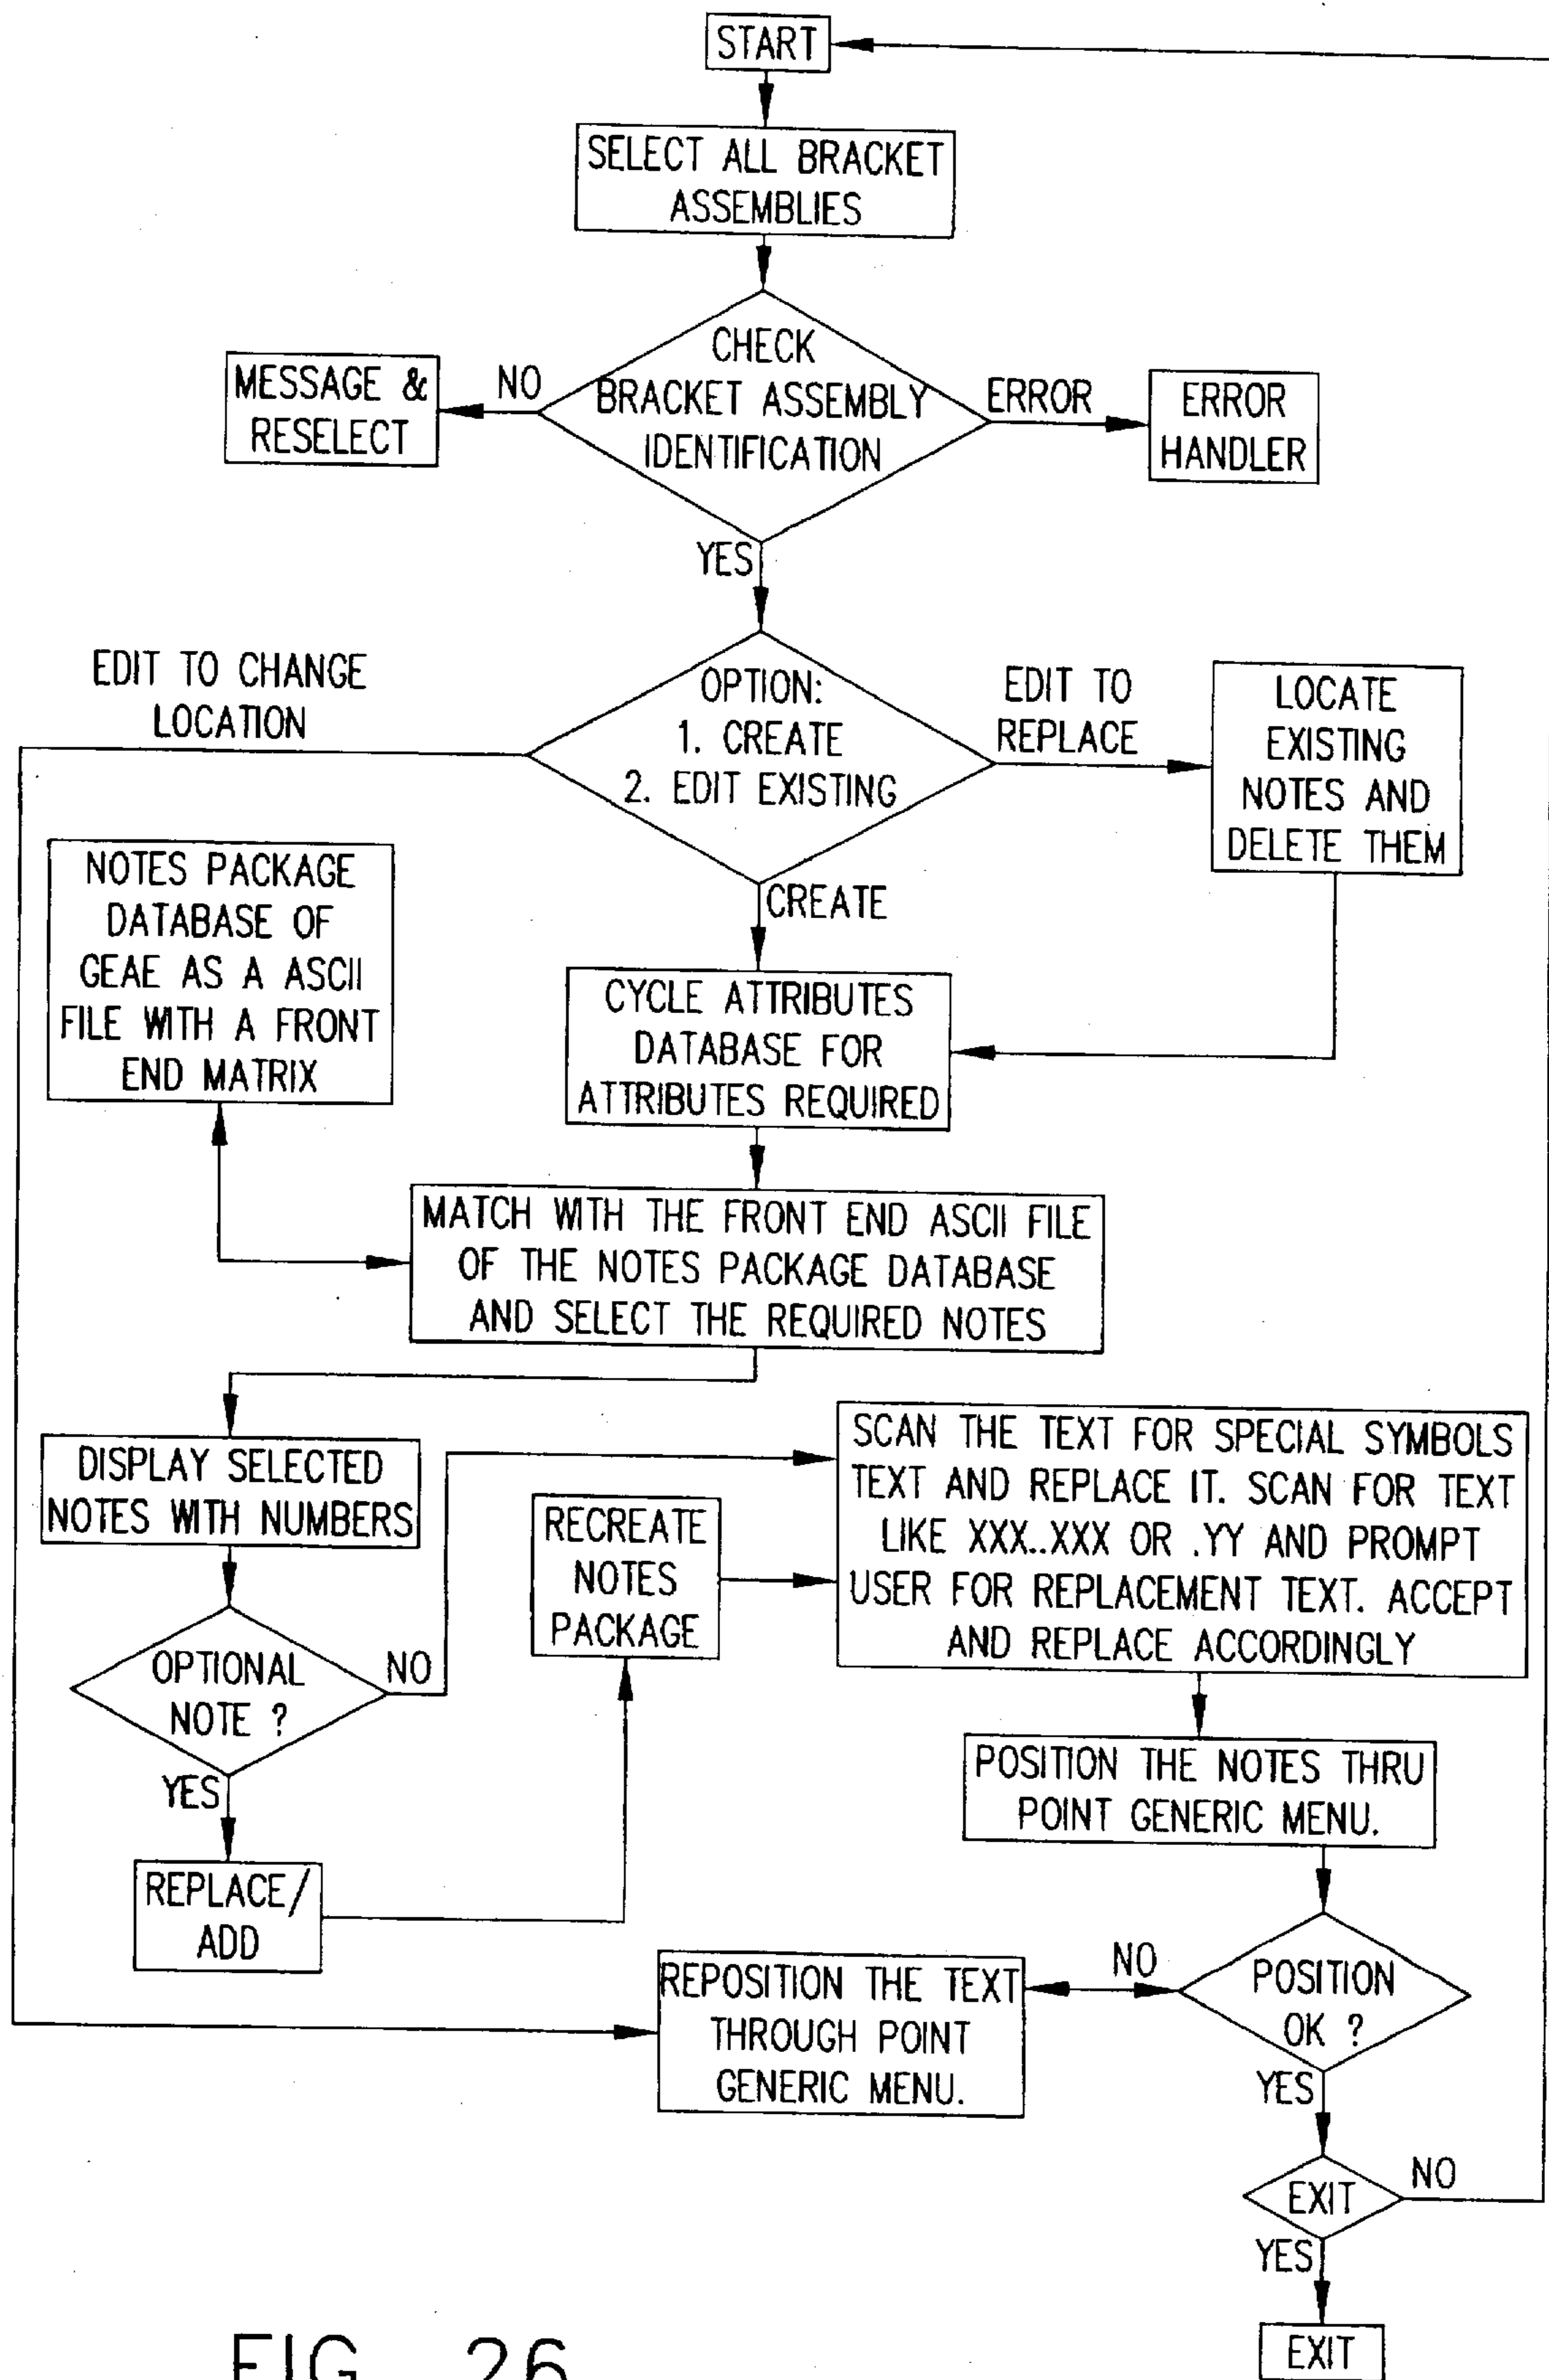 START
SELECT ALL BRACKET
ASSEMBLIES
CHECK
BRACKET ASSEMBLY
IDENTIFICATION
NO
MESSAGE &
RESELECT
ERROR
ERROR
HANDLER
YES
EDIT TO CHANGE
LOCATION
OPTION:
1. CREATE
2. EDIT EXISTING
EDIT TO
REPLACE
LOCATE
EXISTING
NOTES AND
DELETE THEM
CREATE
NOTES PACKAGE
DATABASE OF
GEAE AS A ASCII
FILE WITH A FRONT
END MATRIX
CYCLE ATTRIBUTES
DATABASE FOR
ATTRIBUTES REQUIRED
MATCH WITH THE FRONT END ASCII FILE
OF THE NOTES PACKAGE DATABASE
AND SELECT THE REQUIRED NOTES
DISPLAY SELECTED
NOTES WITH NUMBERS
OPTIONAL
NOTE ?
NO
YES
REPLACE/
ADD
RECREATE
NOTES
PACKAGE
SCAN THE TEXT FOR SPECIAL SYMBOLS
TEXT AND REPLACE IT. SCAN FOR TEXT
LIKE XXX..XXX OR .YY AND PROMPT
USER FOR REPLACEMENT TEXT. ACCEPT
AND REPLACE ACCORDINGLY
POSITION THE NOTES THRU
POINT GENERIC MENU.
POSITION
OK ?
NO
REPOSITION THE TEXT
THROUGH POINT
GENERIC MENU.
YES
EXIT
NO
YES
EXIT
FIG. 26